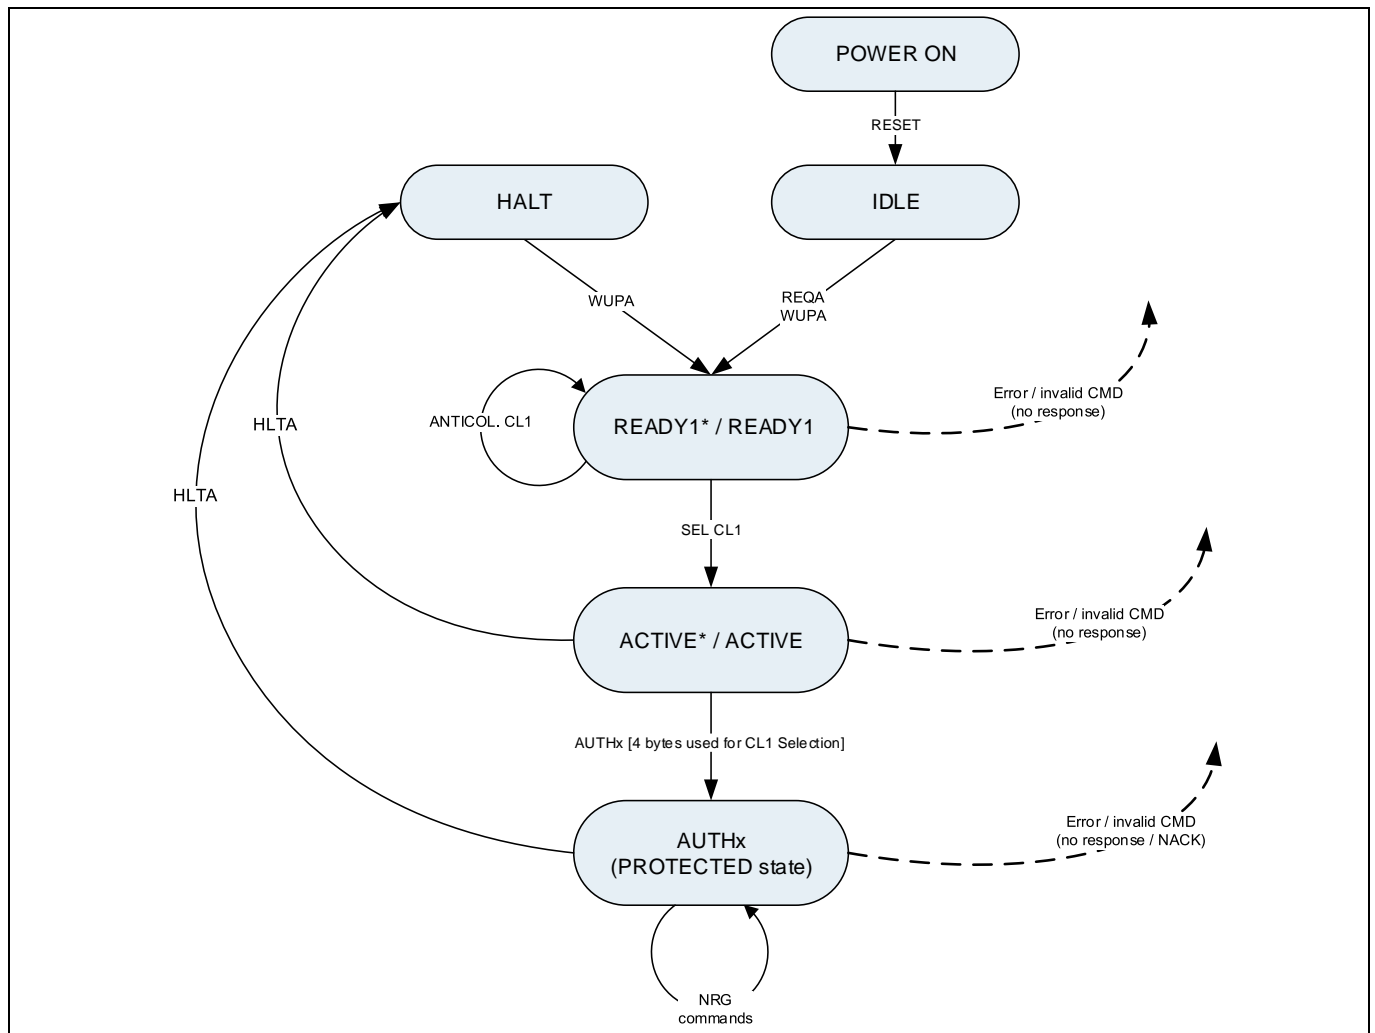 POWER ON
RESET
HALT
IDLE
WUPA
REQA
WUPA
Error / invalid CMD
(no response)
ANTICOL. CL1
READY1* / READY1
HLTA
HLTA
SEL CL1
Error / invalid CMD
(no response)
ACTIVE* / ACTIVE
AUTHx [4 bytes used for CL1 Selection]
Error / invalid CMD
(no response / NACK)
AUTHx
(PROTECTED state)
NRG
commands